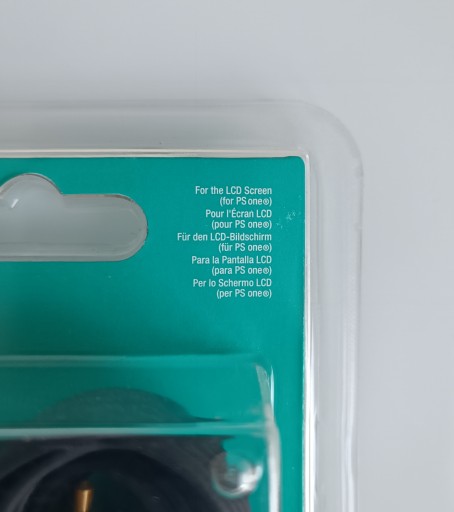 For the LCD Screen
(for PS one®)
Pour l'Écran LCD
(pour PS one®)
Für den LCD-Bildschirm
(für PS one®)
Para la Pantalla LCD
(para PS one®)
Per lo Schermo LCD
(per PS one®)